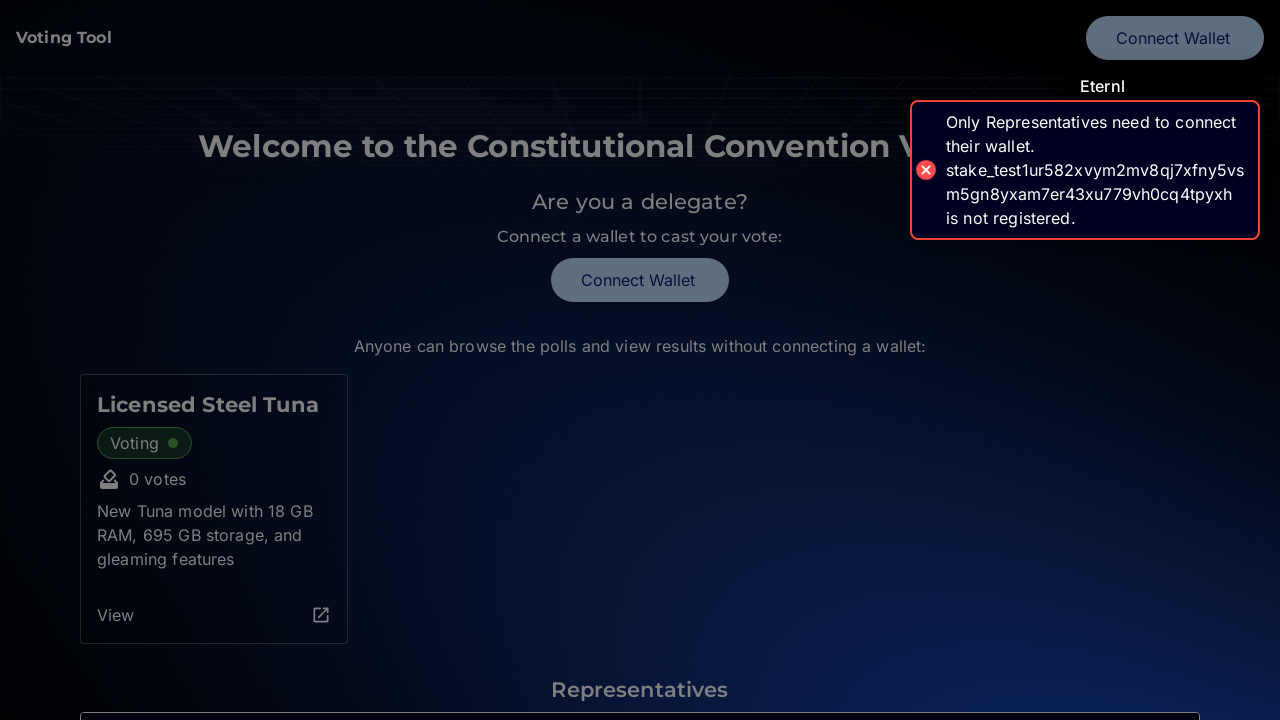 Voting Tool
Connect Wallet
Eternl
Only Representatives need to connect
their wallet.
stake_test1ur582xvym2mv8qj7xfny5vs
m5gn8yxam7er43xu779vh0cq4tpyxh
is not registered.
Welcome to the Constitutional Convention
Are you a delegate?
Connect a wallet to cast your vote:
Connect Wallet
Anyone can browse the polls and view results without connecting a wallet:
Licensed Steel Tuna
Voting
0 votes
New Tuna model with 18 GB
RAM, 695 GB storage, and
gleaming features
View
Representatives